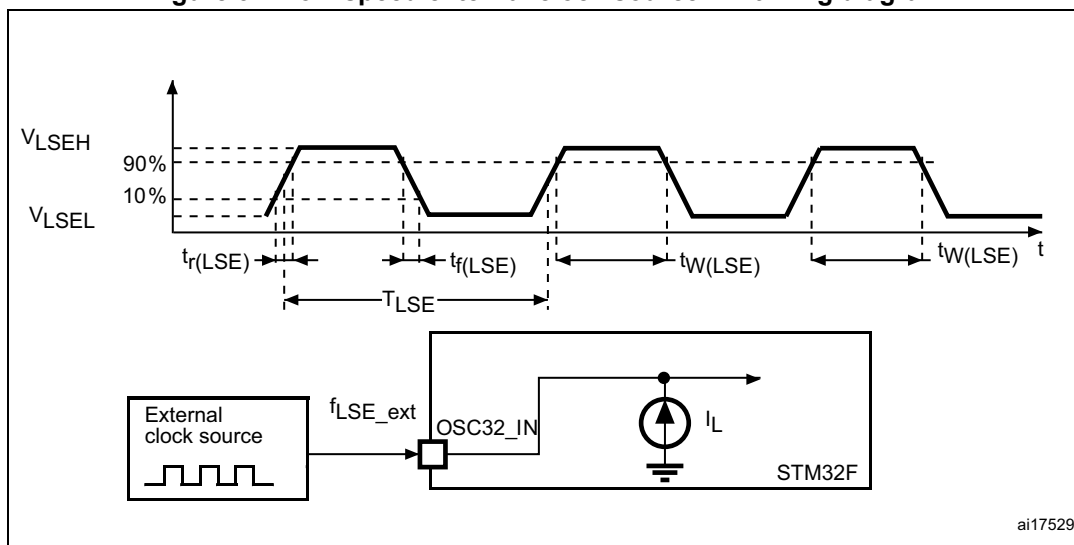 V_LSEH
90%
10%
V_LSEL
t_r(LSE)
t_f(LSE)
t_W(LSE)
t_W(LSE)
t
T_LSE
External
clock source
f_LSE_ext
OSC32_IN
I_L
STM32F
ai17529